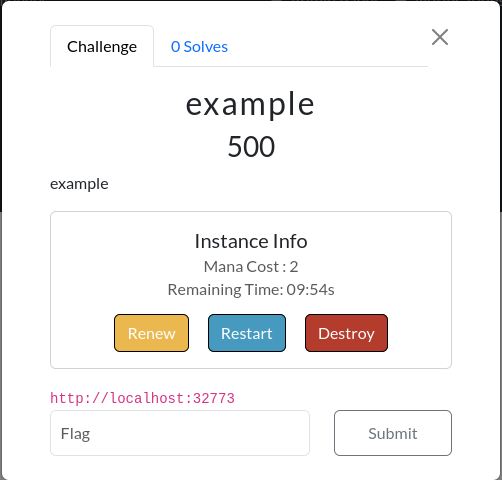 Challenge
0 Solves
example
500
example
Instance Info
Mana Cost : 2
Remaining Time: 09:54s
Renew
Restart
Destroy
http://localhost:32773
Flag
Submit